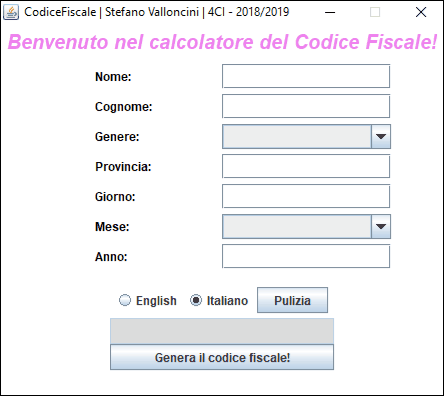 CodiceFiscale | Stefano Valloncini | 4CI - 2018/2019
Benvenuto nel calcolatore del Codice Fiscale!
Nome:
Cognome:
Genere:
Provincia:
Giorno:
Mese:
Anno:
English Italiano Pulizia
Genera il codice fiscale!